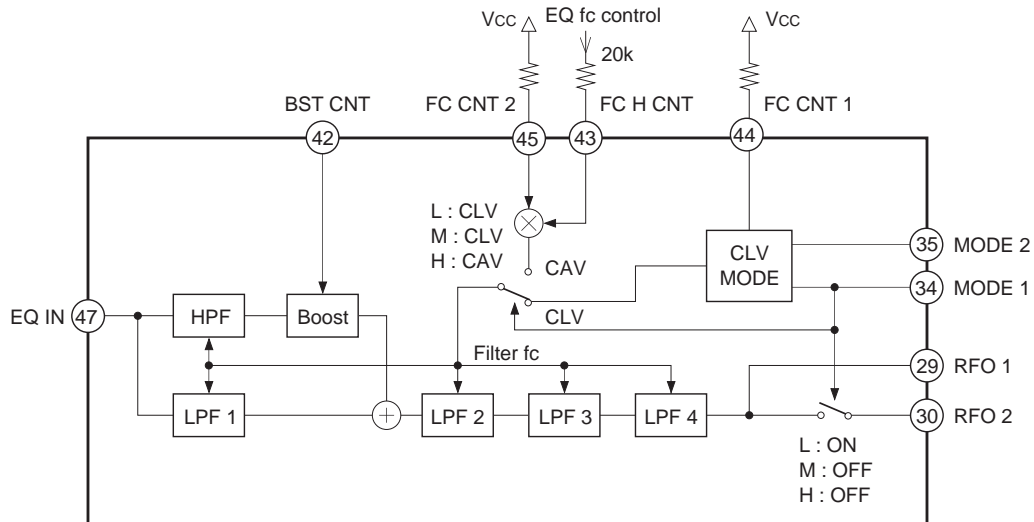 VCC
EQ fc control
VCC
20k
BST CNT
FC CNT 2
FC H CNT
FC CNT 1
42
45
43
44
L : CLV
M : CLV
H : CAV
CAV
CLV
CLV
MODE
35
MODE 2
34
MODE 1
EQ IN
47
HPF
Boost
Filter fc
29
RFO 1
LPF 1
LPF 2
LPF 3
LPF 4
30
RFO 2
L : ON
M : OFF
H : OFF